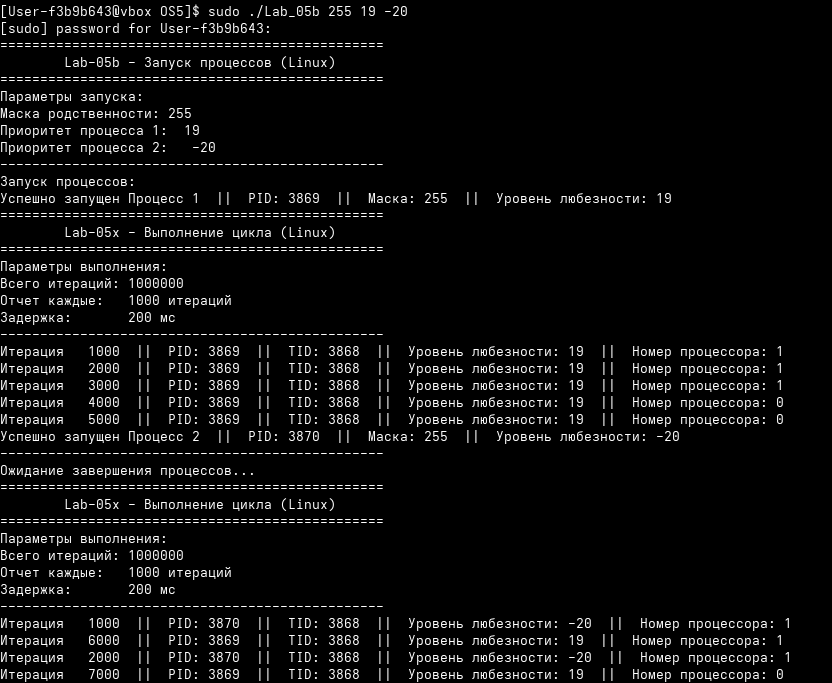 [User-f3b9b643@vbox OS5]$ sudo ./Lab_05b 255 19 -20
[sudo] password for User-f3b9b643:
================================================
        Lab-05b - Запуск процессов (Linux)
================================================
Параметры запуска:
Маска родственности: 255
Приоритет процесса 1:  19
Приоритет процесса 2:   -20
------------------------------------------------
Запуск процессов:
Успешно запущен Процесс 1  ||  PID: 3869  ||  Маска: 255  ||  Уровень любезности: 19
================================================
        Lab-05x - Выполнение цикла (Linux)
================================================
Параметры выполнения:
Всего итераций: 1000000
Отчет каждые:   1000 итераций
Задержка:       200 мс
------------------------------------------------
Итерация   1000  ||  PID: 3869  ||  TID: 3868  ||  Уровень любезности: 19  ||  Номер процессора: 1
Итерация   2000  ||  PID: 3869  ||  TID: 3868  ||  Уровень любезности: 19  ||  Номер процессора: 1
Итерация   3000  ||  PID: 3869  ||  TID: 3868  ||  Уровень любезности: 19  ||  Номер процессора: 1
Итерация   4000  ||  PID: 3869  ||  TID: 3868  ||  Уровень любезности: 19  ||  Номер процессора: 0
Итерация   5000  ||  PID: 3869  ||  TID: 3868  ||  Уровень любезности: 19  ||  Номер процессора: 0
Успешно запущен Процесс 2  ||  PID: 3870  ||  Маска: 255  ||  Уровень любезности: -20
------------------------------------------------
Ожидание завершения процессов...
================================================
        Lab-05x - Выполнение цикла (Linux)
================================================
Параметры выполнения:
Всего итераций: 1000000
Отчет каждые:   1000 итераций
Задержка:       200 мс
------------------------------------------------
Итерация   1000  ||  PID: 3870  ||  TID: 3868  ||  Уровень любезности: -20  ||  Номер процессора: 1
Итерация   6000  ||  PID: 3869  ||  TID: 3868  ||  Уровень любезности: 19  ||  Номер процессора: 1
Итерация   2000  ||  PID: 3870  ||  TID: 3868  ||  Уровень любезности: -20  ||  Номер процессора: 1
Итерация   7000  ||  PID: 3869  ||  TID: 3868  ||  Уровень любезности: 19  ||  Номер процессора: 0